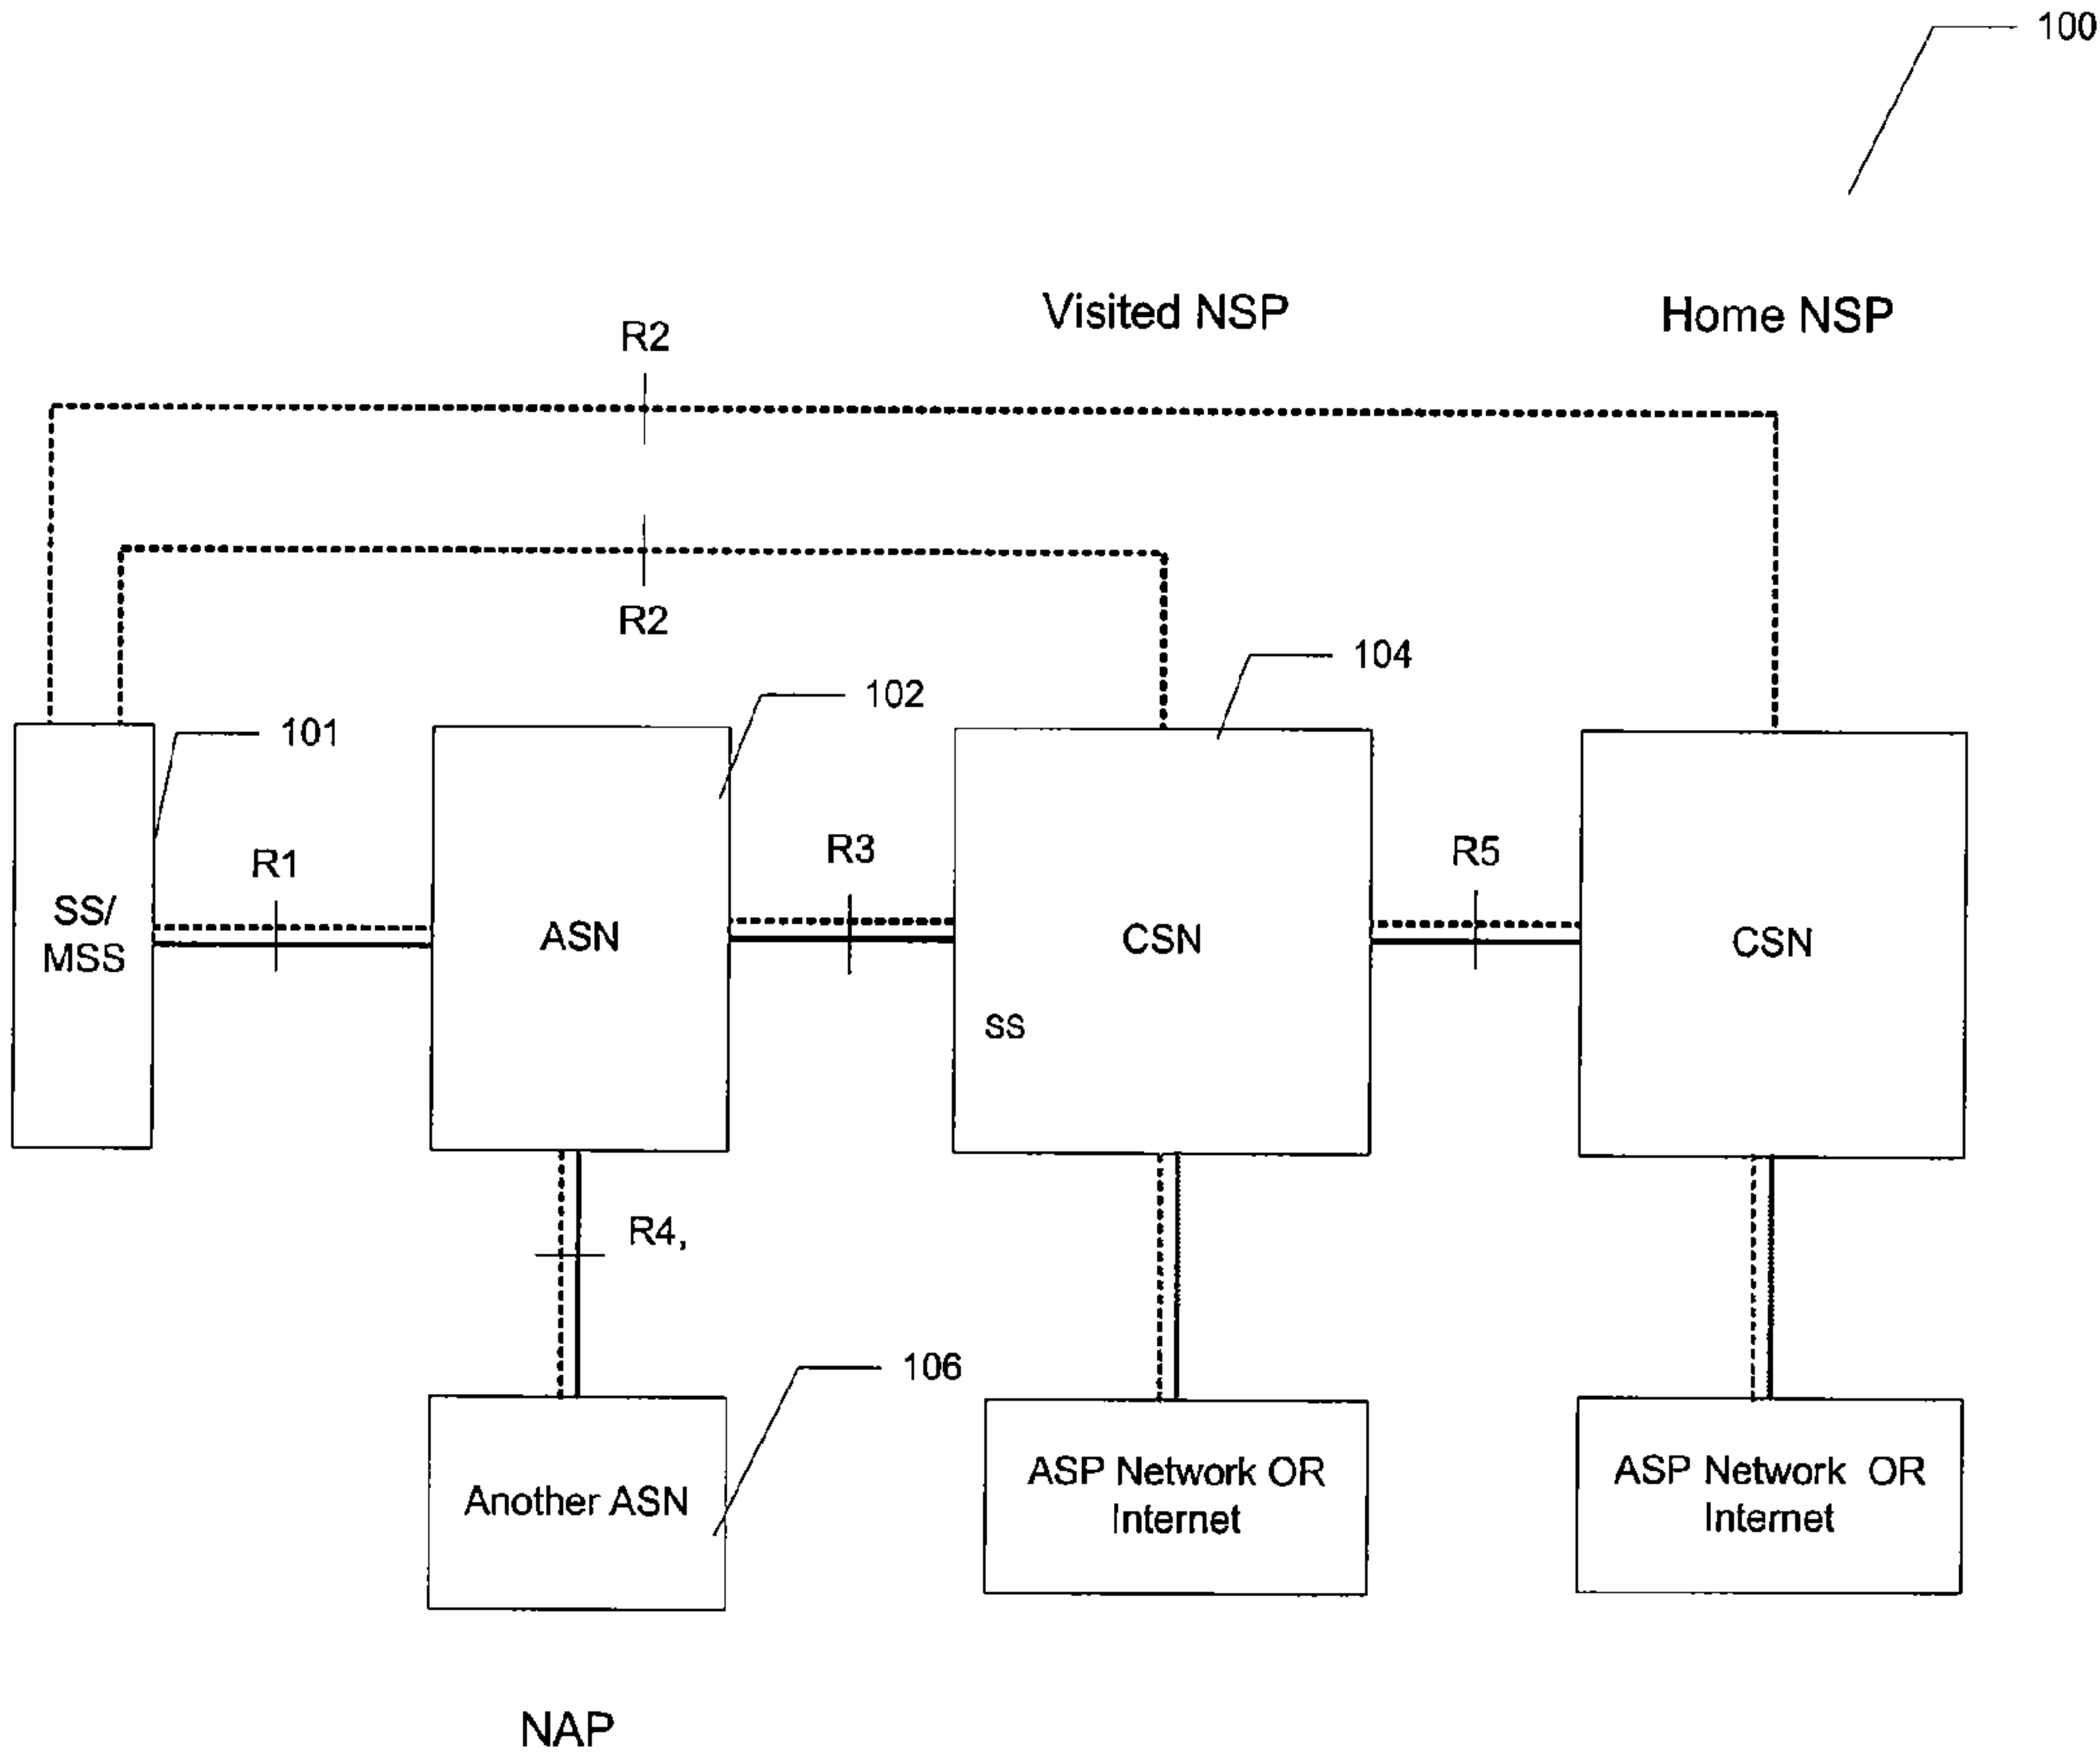 100
Visited NSP
Home NSP
R2
R2
104
102
101
R3
R5
R1
SS/
MSS
ASN
CSN
CSN
SS
R4,
106
Another ASN
ASP Network OR
Internet
ASP Network OR
Internet
NAP